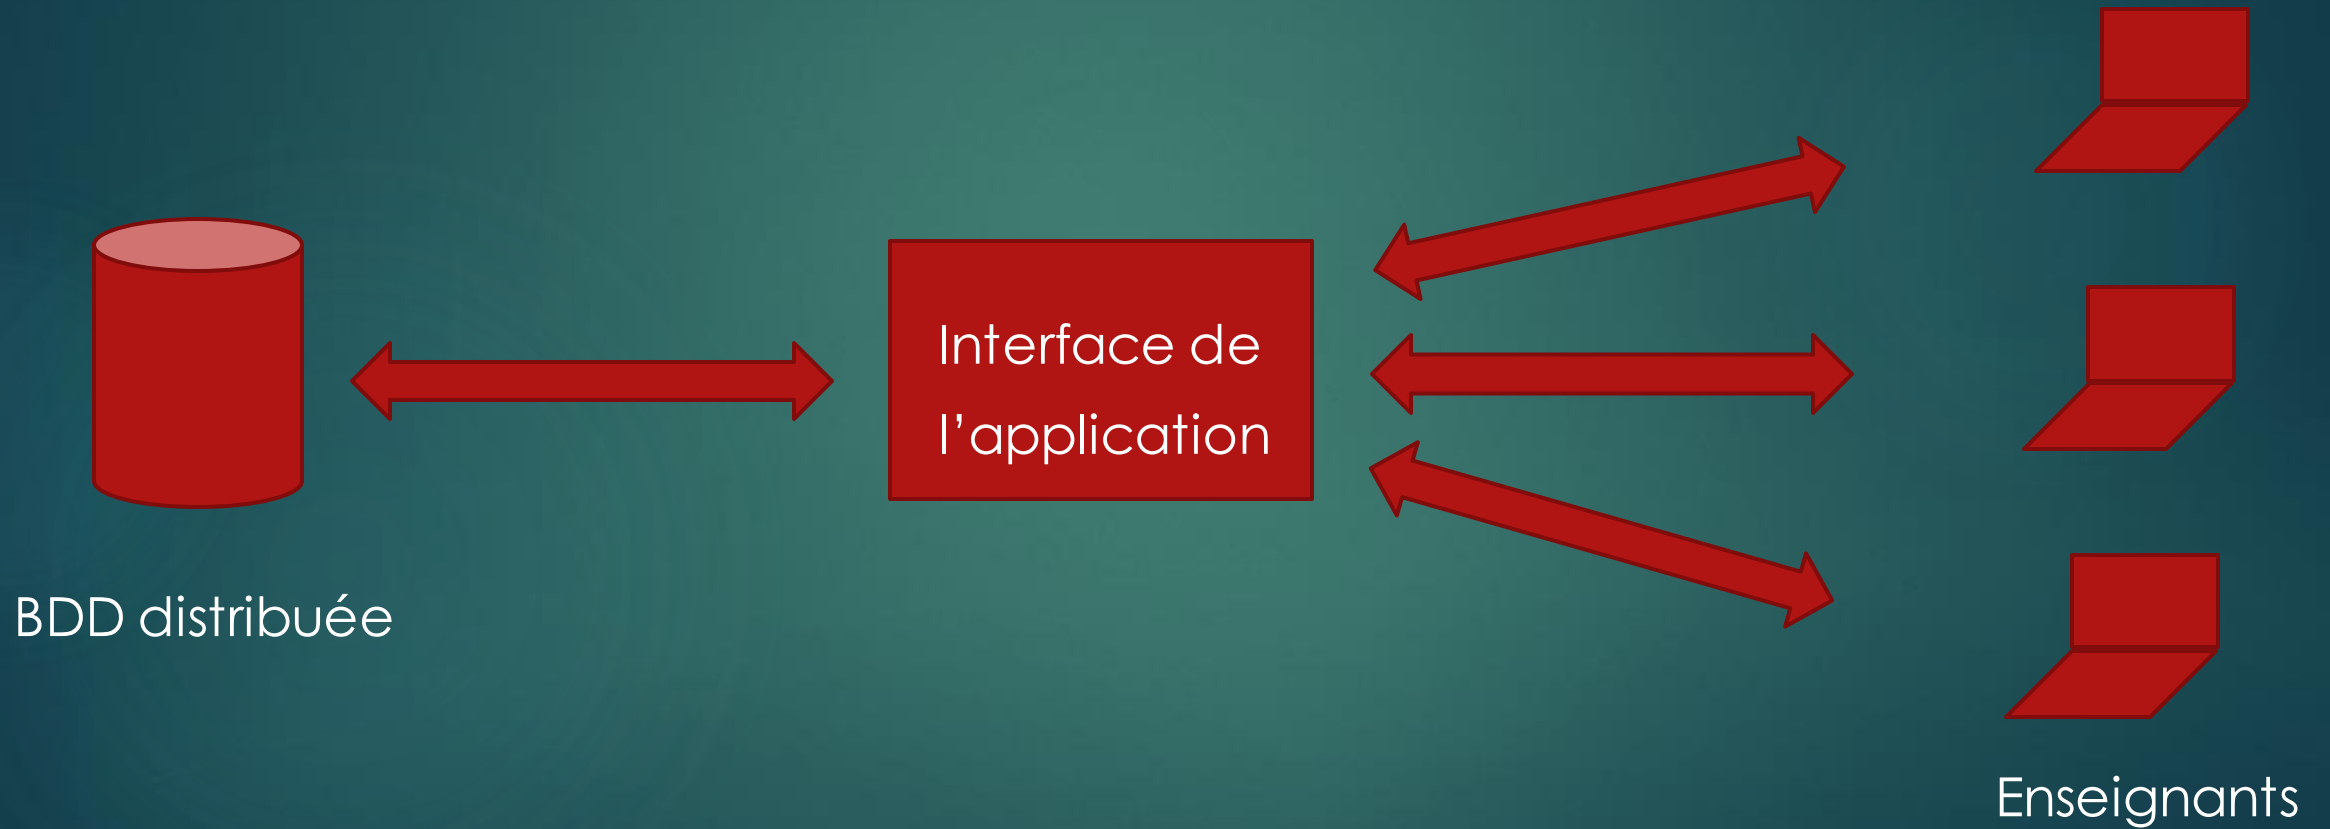 Interface de
l’application
BDD distribuée
Enseignants